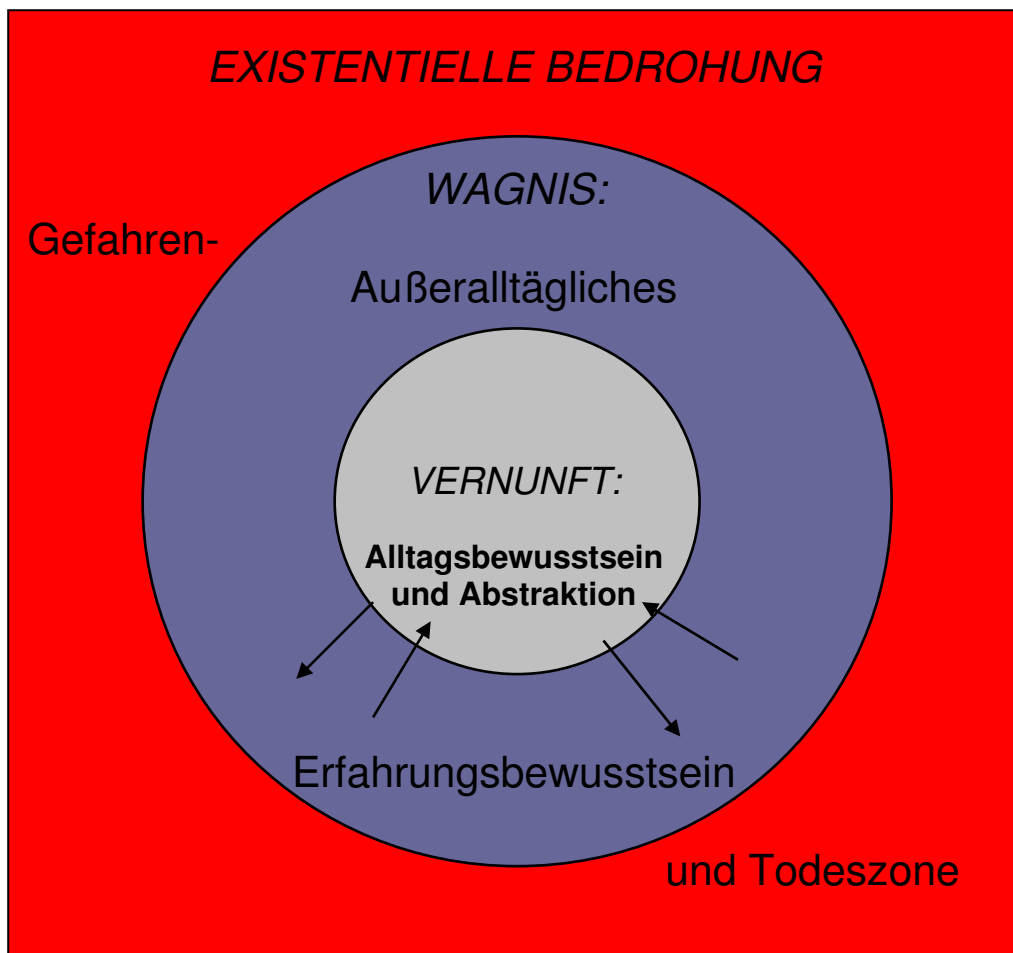 EXISTENTIELLE BEDROHUNG
WAGNIS:
Gefahren-
Außeralltägliches
VERNUNFT:
Alltagsbewusstsein
und Abstraktion
Erfahrungsbewusstsein
und Todeszone